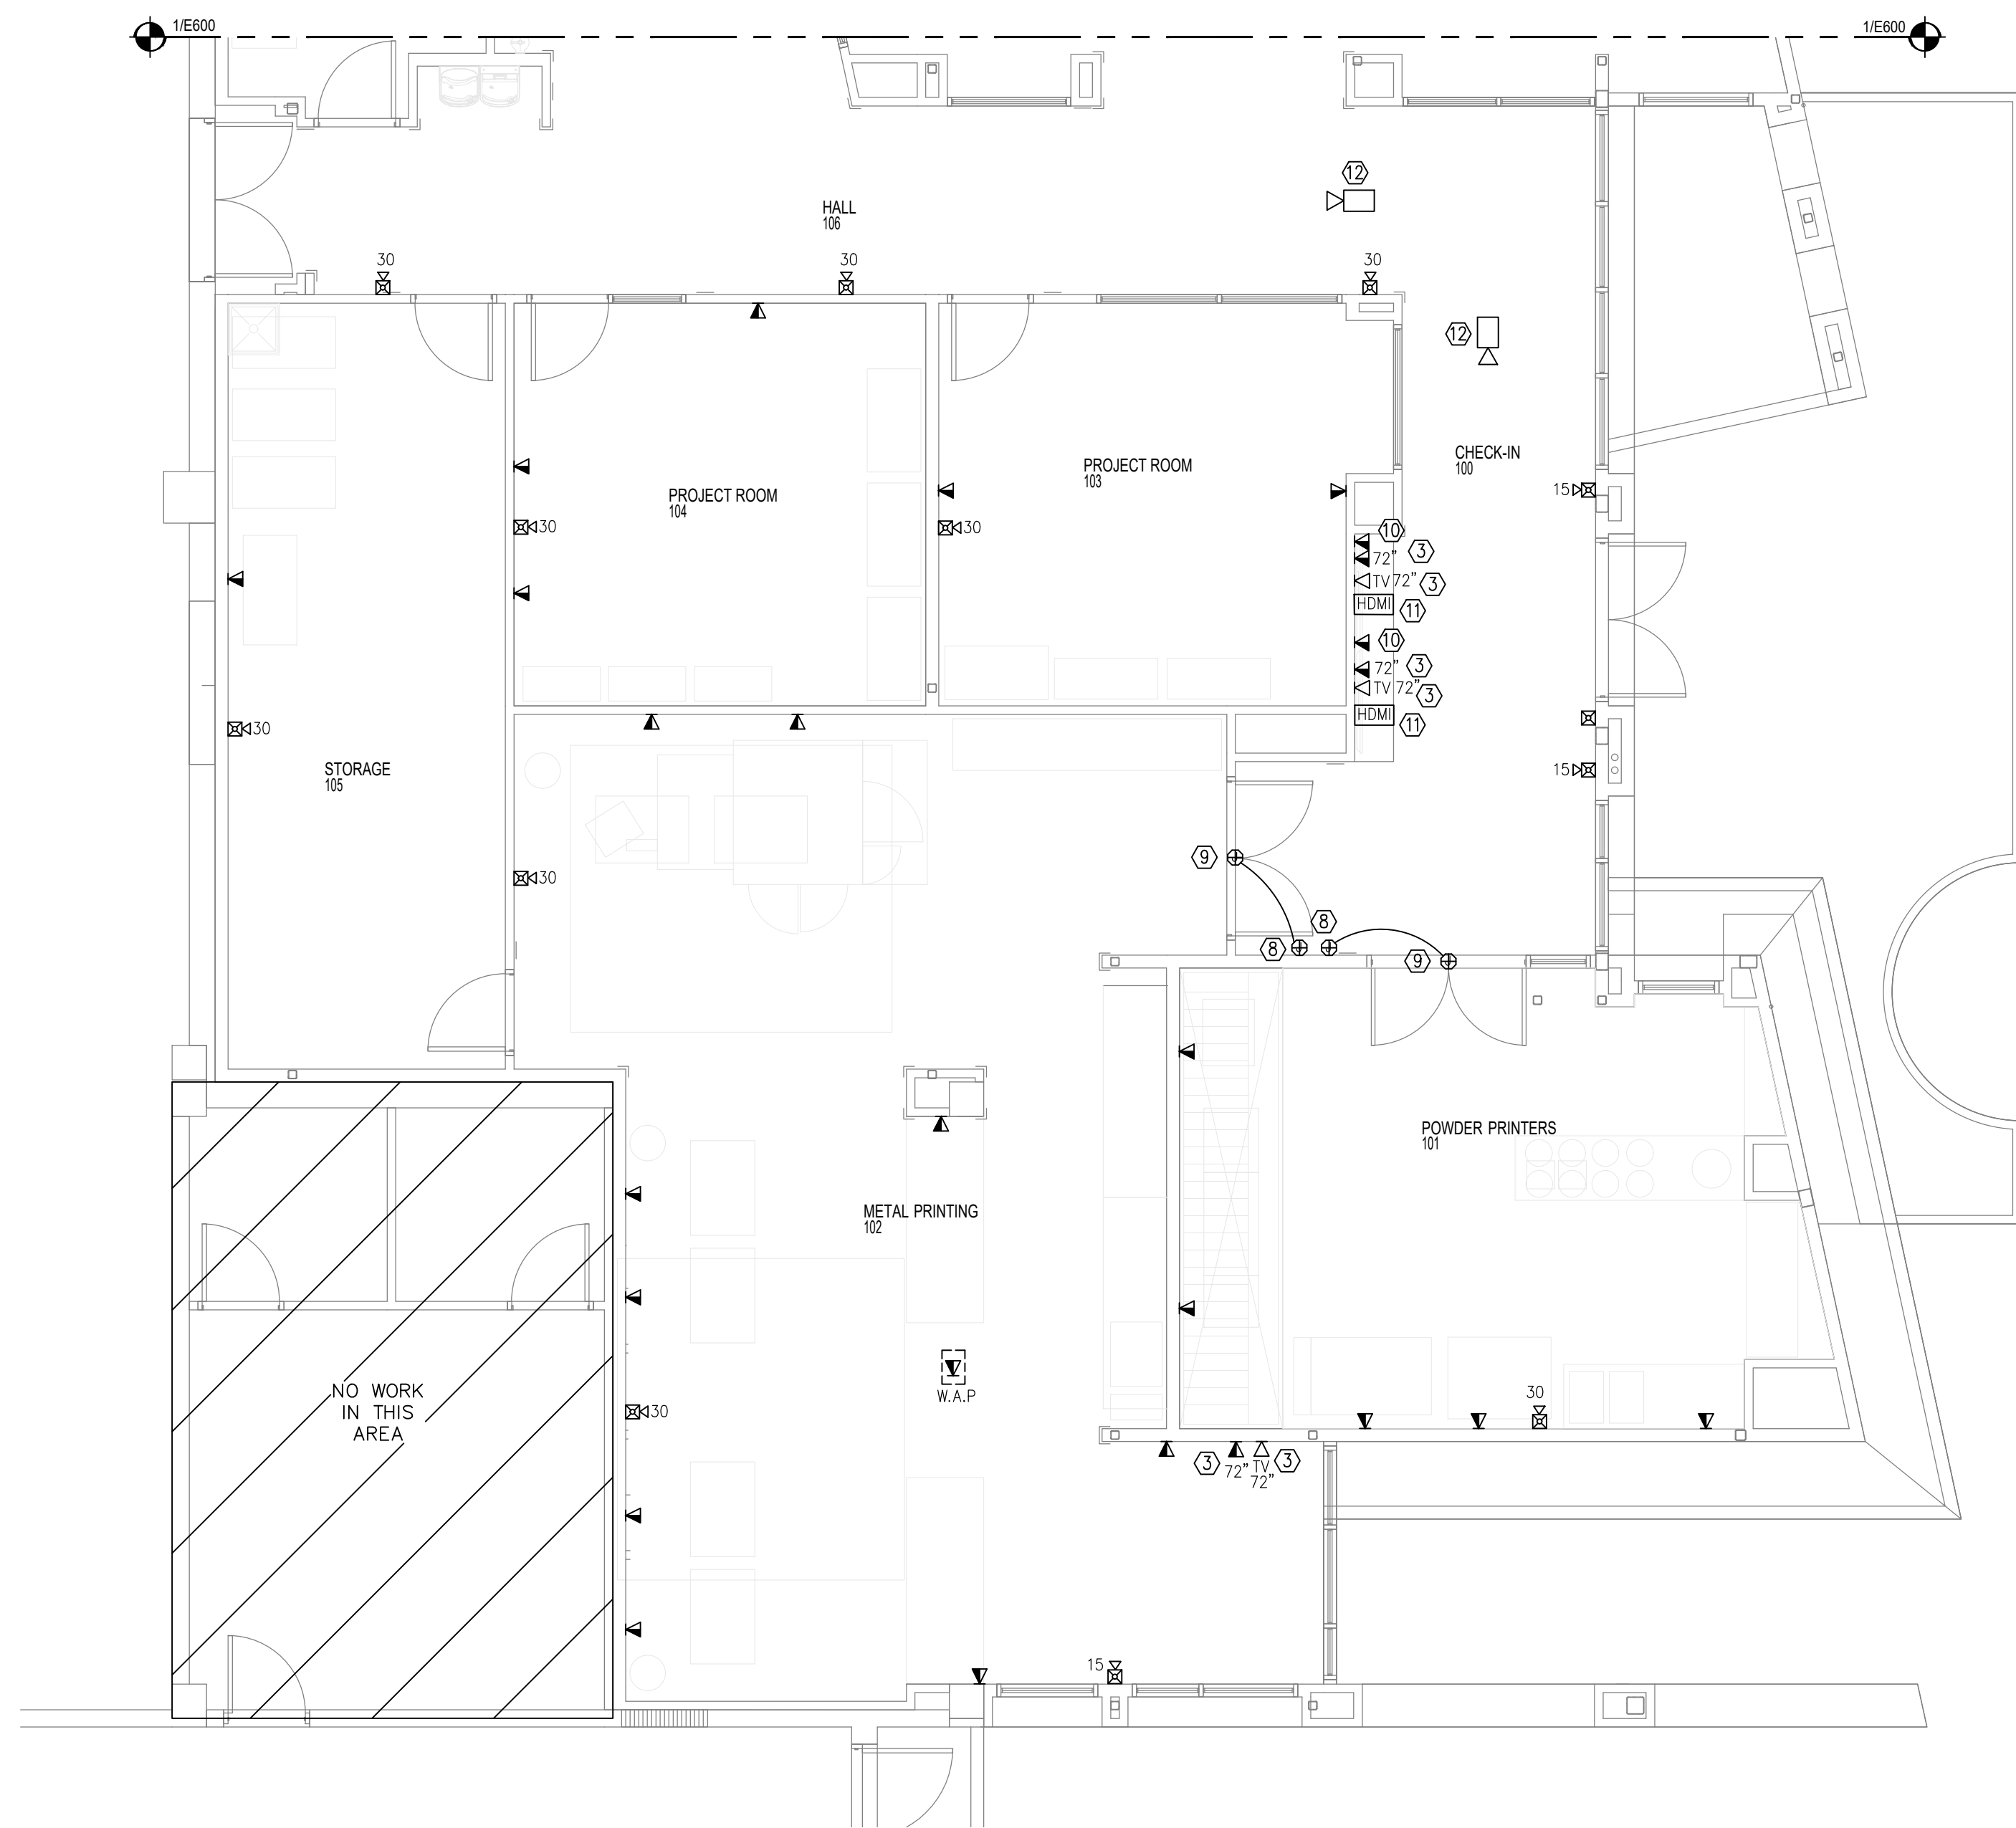 1/E600
1/E600
12
HALL
106
30
30
30
12
CHECK-IN
100
PROJECT ROOM
103
PROJECT ROOM
104
15
30
30
10
72" 3
TV 72" 3
HDMI 11
10
72" 3
TV 72" 3
HDMI 11
30
STORAGE
105
15
30
9
8
8
9
POWDER PRINTERS
101
METAL PRINTING
102
NO WORK
IN THIS
AREA
W.A.P
30
30
3 72" TV 3
72"
15